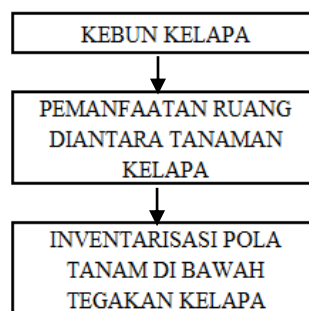 KEBUN KELAPA
PEMANFAATAN RUANG
DIANTARA TANAMAN
KELAPA
INVENTARISASI POLA
TANAM DI BAWAH
TEGAKAN KELAPA